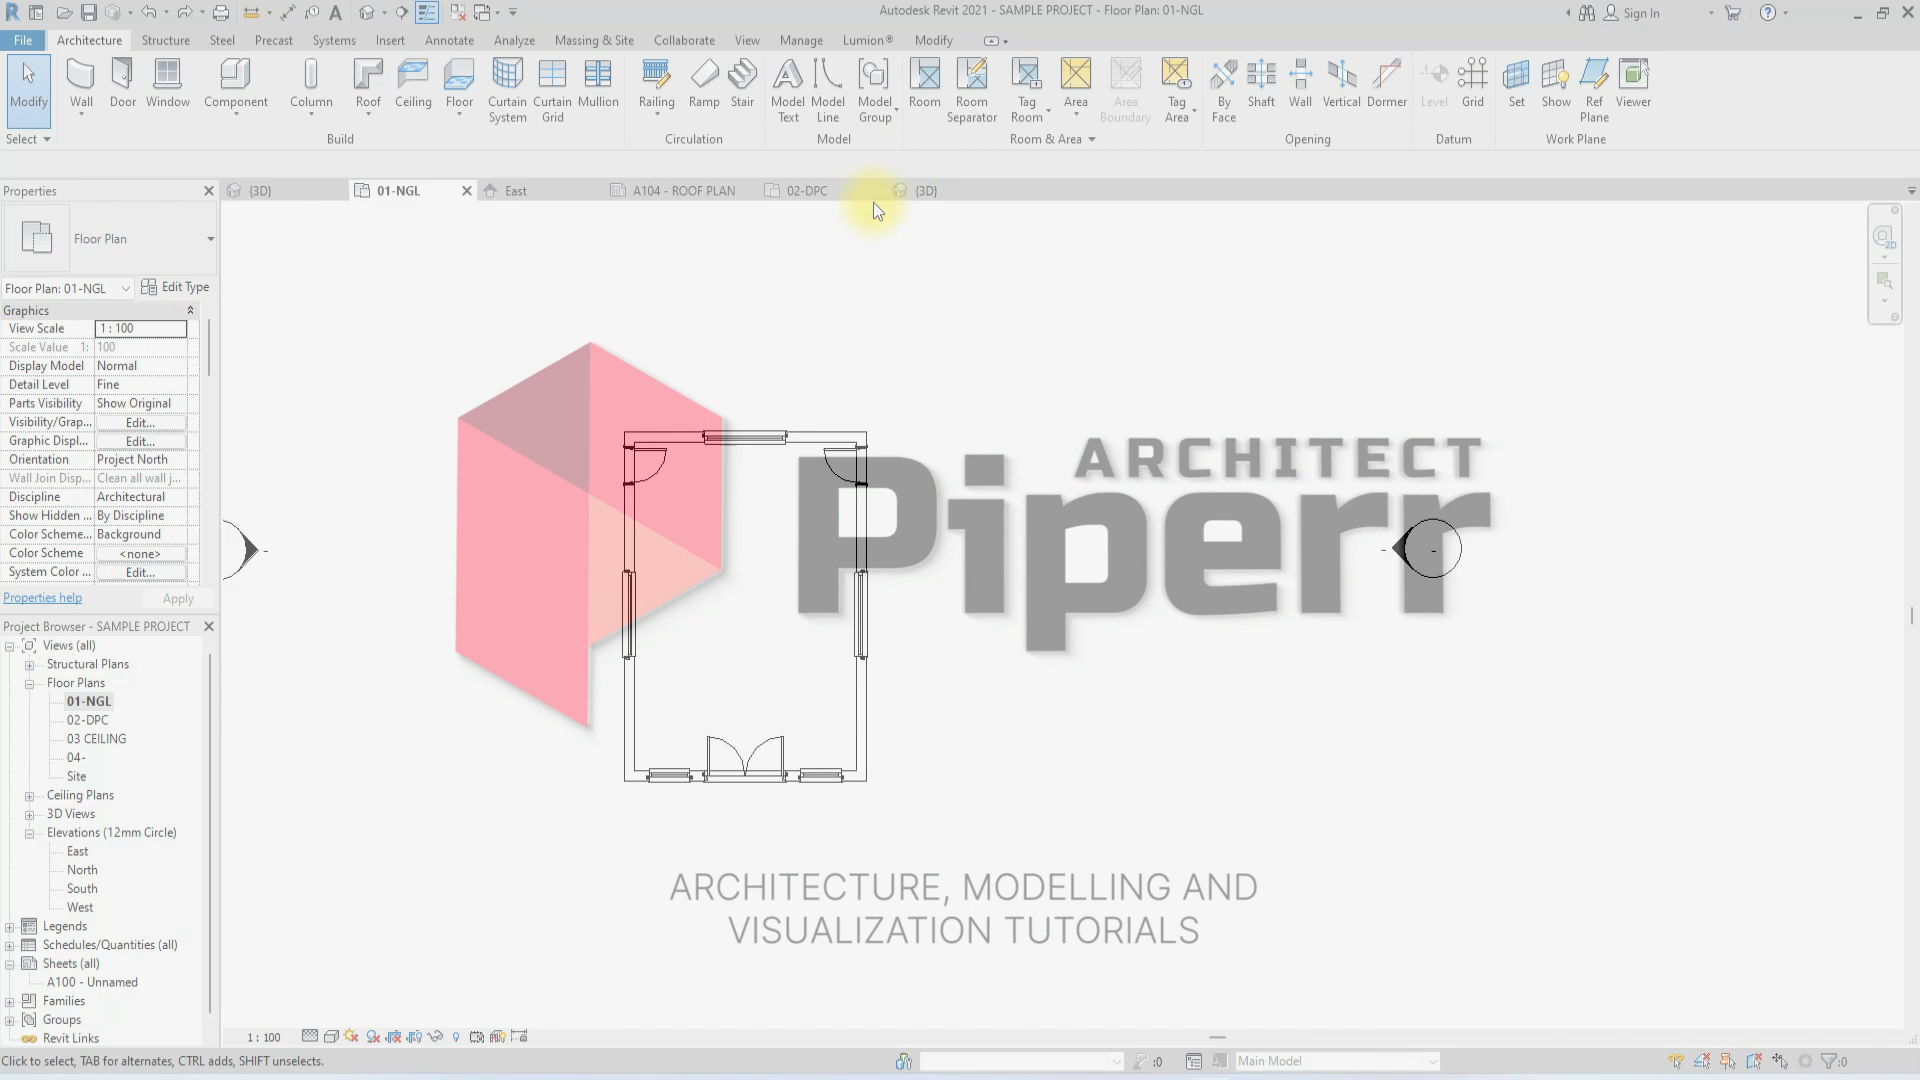 Autodesk Revit 2021 - SAMPLE PROJECT - Floor Plan: 01-NGL
Sign In
File
Architecture
Structure
Steel
Precast
Systems
Insert
Annotate
Analyze
Massing & Site
Collaborate
View
Manage
Lumion®
Modify
Modify
Wall
Door
Window
Component
Column
Roof
Ceiling
Floor
Curtain
System
Curtain
Grid
Mullion
Railing
Ramp
Stair
Model
Text
Model
Line
Model
Group
Room
Room
Separator
Tag
Room
Area
Area
Boundary
Tag
Area
By
Face
Shaft
Wall
Vertical
Dormer
Level
Grid
Set
Show
Ref
Plane
Viewer
Select
Build
Circulation
Model
Room & Area
Opening
Datum
Work Plane
Properties
{3D}
01-NGL
East
A104 - ROOF PLAN
02-DPC
{3D}
Floor Plan
Floor Plan: 01-NGL
Edit Type
Graphics
View Scale 1 : 100
Scale Value 1: 100
Display Model Normal
Detail Level Fine
Parts Visibility Show Original
Visibility/Grap... Edit...
Graphic Displ... Edit...
Orientation Project North
Wall Join Disp... Clean all wall j...
Discipline Architectural
Show Hidden ... By Discipline
Color Scheme... Background
Color Scheme <none>
System Color ... Edit...
Properties help
Apply
Project Browser - SAMPLE PROJECT
Views (all)
Structural Plans
Floor Plans
01-NGL
02-DPC
03 CEILING
04-
Site
Ceiling Plans
3D Views
Elevations (12mm Circle)
East
North
South
West
Legends
Schedules/Quantities (all)
Sheets (all)
A100 - Unnamed
Families
Groups
Revit Links
2D
ARCHITECT
Piperr
ARCHITECTURE, MODELLING AND
VISUALIZATION TUTORIALS
1 : 100
Click to select, TAB for alternates, CTRL adds, SHIFT unselects.
:0
Main Model
:0